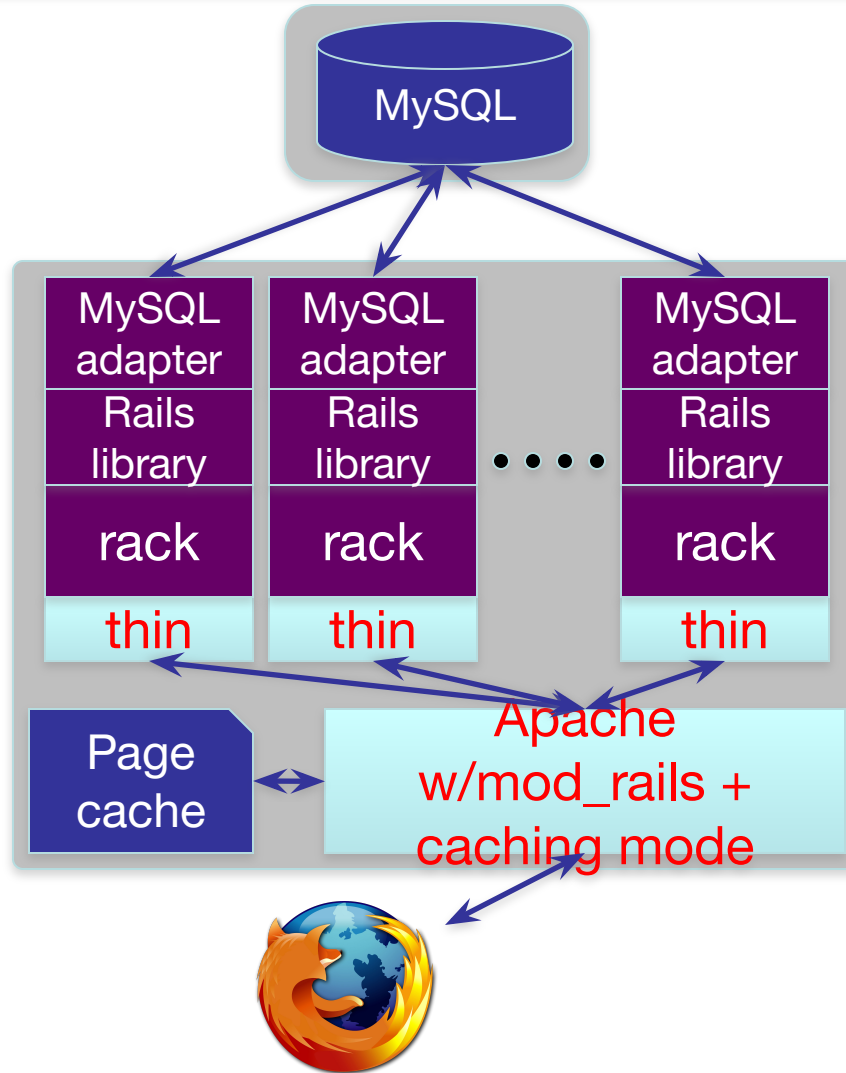 MySQL
MySQL
adapter
Rails
library
rack
thin
MySQL
adapter
Rails
library
rack
thin
MySQL
adapter
Rails
library
rack
thin
Page
cache
Apache
w/mod_rails +
caching mode